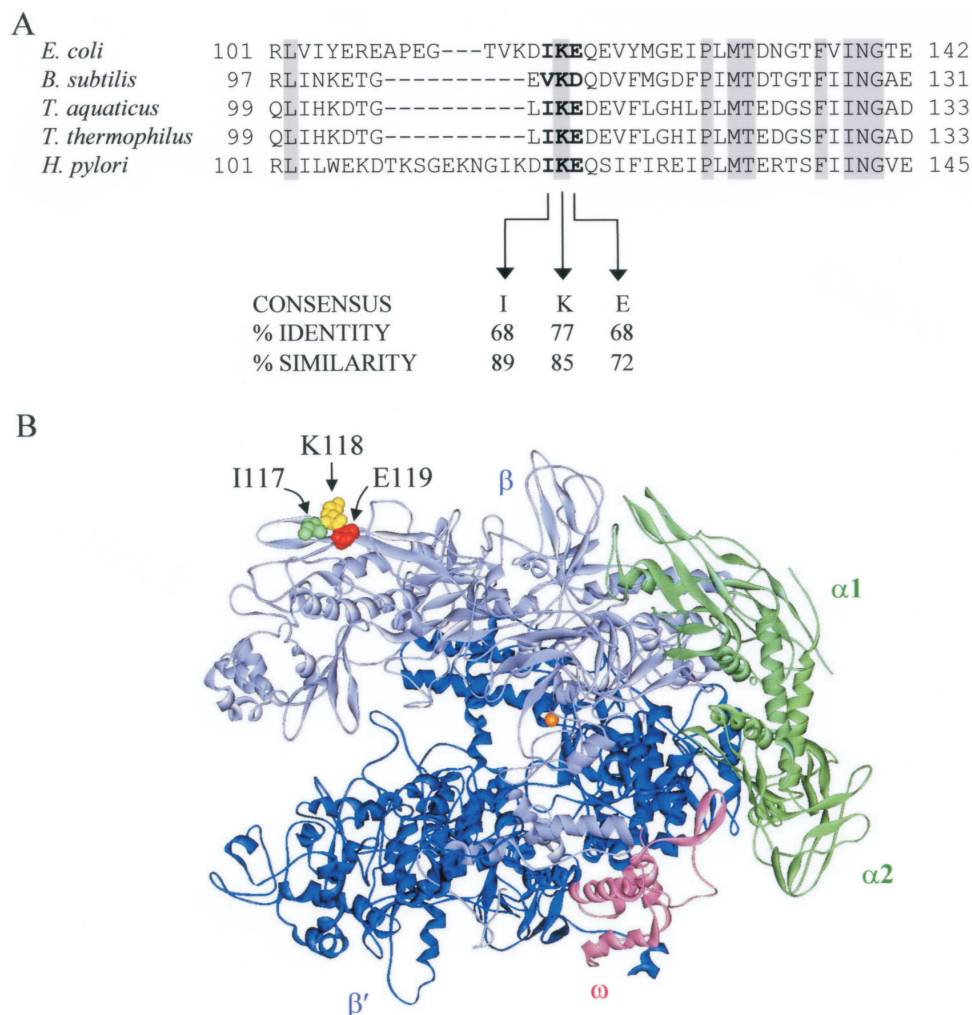 A
E. coli 101 RLVIYEREAPEG---TVKDIKEQEVYMGEIPLMTDNGTFVINGTE 142
B. subtilis 97 RLINKETG----------EVKDQDVFMGDFPIMTDTGTFIINGAE 131
T. aquaticus 99 QLIHKDTG----------LIKEDEVFLGHLPLMTEDGSFIINGAD 133
T. thermophilus 99 QLIHKDTG----------LIKEDEVFLGHIPLMTEDGSFIINGAD 133
H. pylori 101 RLILWEKDTKSGEKNGIKDIKEQSIFIREIPLMTERTSFIINGVE 145
CONSENSUS I K E
% IDENTITY 68 77 68
% SIMILARITY 89 85 72
B
K118
I117 E119 β
α1
α2
β′ ω